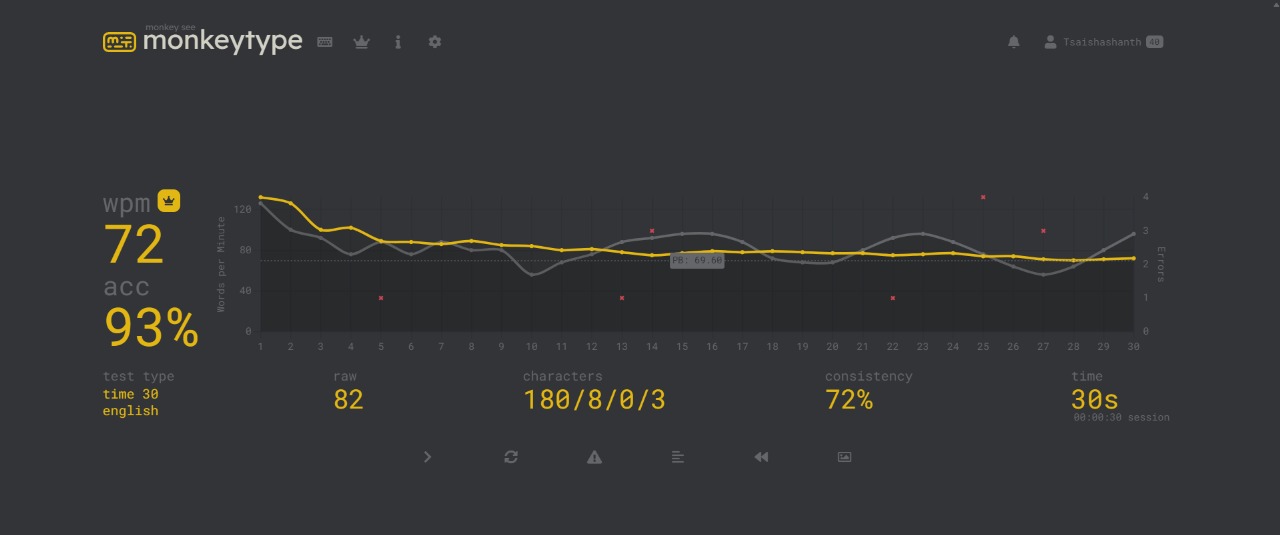 monkey see
monkeytype
Tsaishashanth 40
wpm
72
acc
93%
Words per Minute
120
80
40
0
PB: 69.60
4
3
2
1
0
Errors
1 2 3 4 5 6 7 8 9 10 11 12 13 14 15 16 17 18 19 20 21 22 23 24 25 26 27 28 29 30
test type
time 30
english
raw
82
characters
180/8/0/3
consistency
72%
time
30s
00:00:30 session